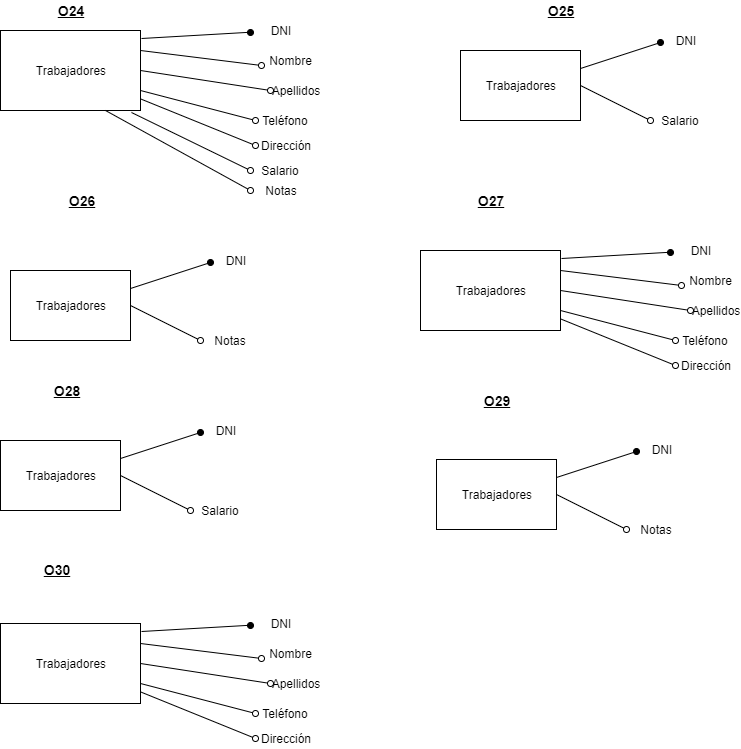 O24
Trabajadores
DNI
Nombre
Apellidos
Teléfono
Dirección
Salario
Notas
O25
Trabajadores
DNI
Salario
O26
Trabajadores
DNI
Notas
O27
Trabajadores
DNI
Nombre
Apellidos
Teléfono
Dirección
O28
Trabajadores
DNI
Salario
O29
Trabajadores
DNI
Notas
O30
Trabajadores
DNI
Nombre
Apellidos
Teléfono
Dirección